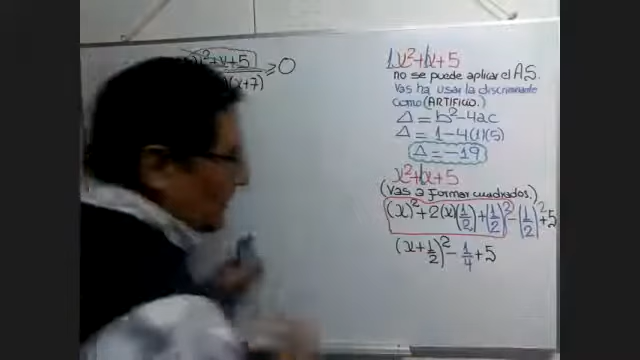 )² + x + 5
(x+7) ≥ 0
1x² + 1x + 5
no se puede aplicar el A.S.
Vas ha usar la discriminante
como (ARTIFICIO.)
Δ = b² - 4ac
Δ = 1 - 4(1)(5)
Δ = -19
x² + 1x + 5
(Vas a formar cuadrados.)
(x)² + 2(x)(1/2) + (1/2)² - (1/2)² + 5
(x + 1/2)² - 1/4 + 5